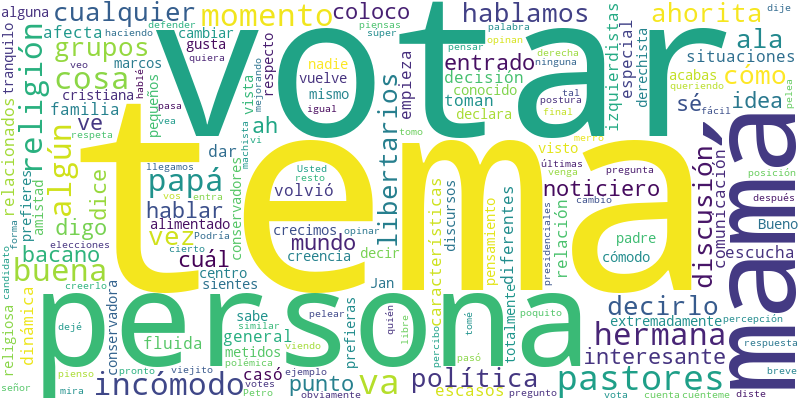 alguna
cualquier
defender
momento
coloco
piensas
hablamos
palabra
dije
ahorita
tranquilo
afecta
haciendo
votar
súper
opinan
izquierdistas
especial
derechista
ala
religión
grupos
cambiar
gusta
quiera
respecto
nadie
vuelve
mismo
igual
entrado
empieza
pensar
derecha
ninguna
decisión
conocido
toman
declara
tal
postura
final
situaciones
acabas
queriendo
cómo
pelea
cosa
veo
marcos
cristiana
familia
pequeños
pasa
vea
respeta
habié
vista
mejorando
machista
vi
tomo
sé
fácil
idea
relacionados
prefieres
algún
ve
dice
amistad
digo
llegamos
vos
entra
papá
hablar
vez
ah
dar
conservadores
Usted
resto
volvió
libertarios
noticiero
merro
visto
últimas
venga
pregunta
cambio
discusión
comunicación
posición
después
Bueno
mamá
tema
bacano
buena
forma
elecciones
candidato
creerlo
Podría
cierto
alimentado
cuál
crecimos
opinar
mundo
creencia
decir
centro
sientes
Jan
relación
discursos
pensamiento
diferentes
presidenciales
padre
cómodo
escucha
persona
religiosa
dinámica
conservadora
dejé
sabe
similar
general
fluida
metidos
viendo
polémica
pelear
prefieras
quién
libre
características
percibo
tomé
poquito
totalmente
decirlo
extremadamente
percepción
hermana
respuesta
interesante
señor
pienso
mira
pronto
viejito
incómodo
casó
votes
Petro
ejemplo
obviamente
punto
va
política
pasó
escasos
pregunto
pastores
vota
cuenta
cuénteme
breve
diste